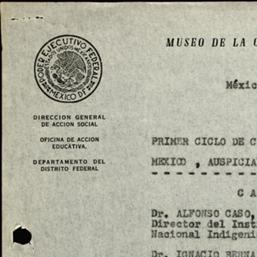 MUSEO DE LA
PODER EJECUTIVO FEDERAL
ESTADOS UNIDOS MEXICANOS
MEXICO D.F.
Méxic
DIRECCION GENERAL
DE ACCION SOCIAL
OFICINA DE ACCION
EDUCATIVA.
DEPARTAMENTO DEL
DISTRITO FEDERAL
PRIMER CICLO DE C
MEXICO , AUSPICIA
C A
Dr. ALFONSO CASO,
Director del Inst
Nacional Indigeni
Dr. IGNACIO BERNA